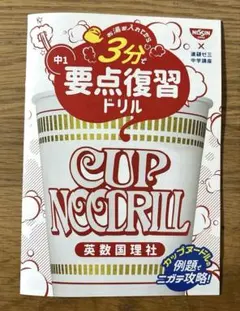 お湯を入れてから
3分で
中1
要点復習
ドリル
NISSIN
×
進研ゼミ
中学講座
CUP
NOODRILL
英数国理社
カップヌードルの
例題で
ニガテ攻略!